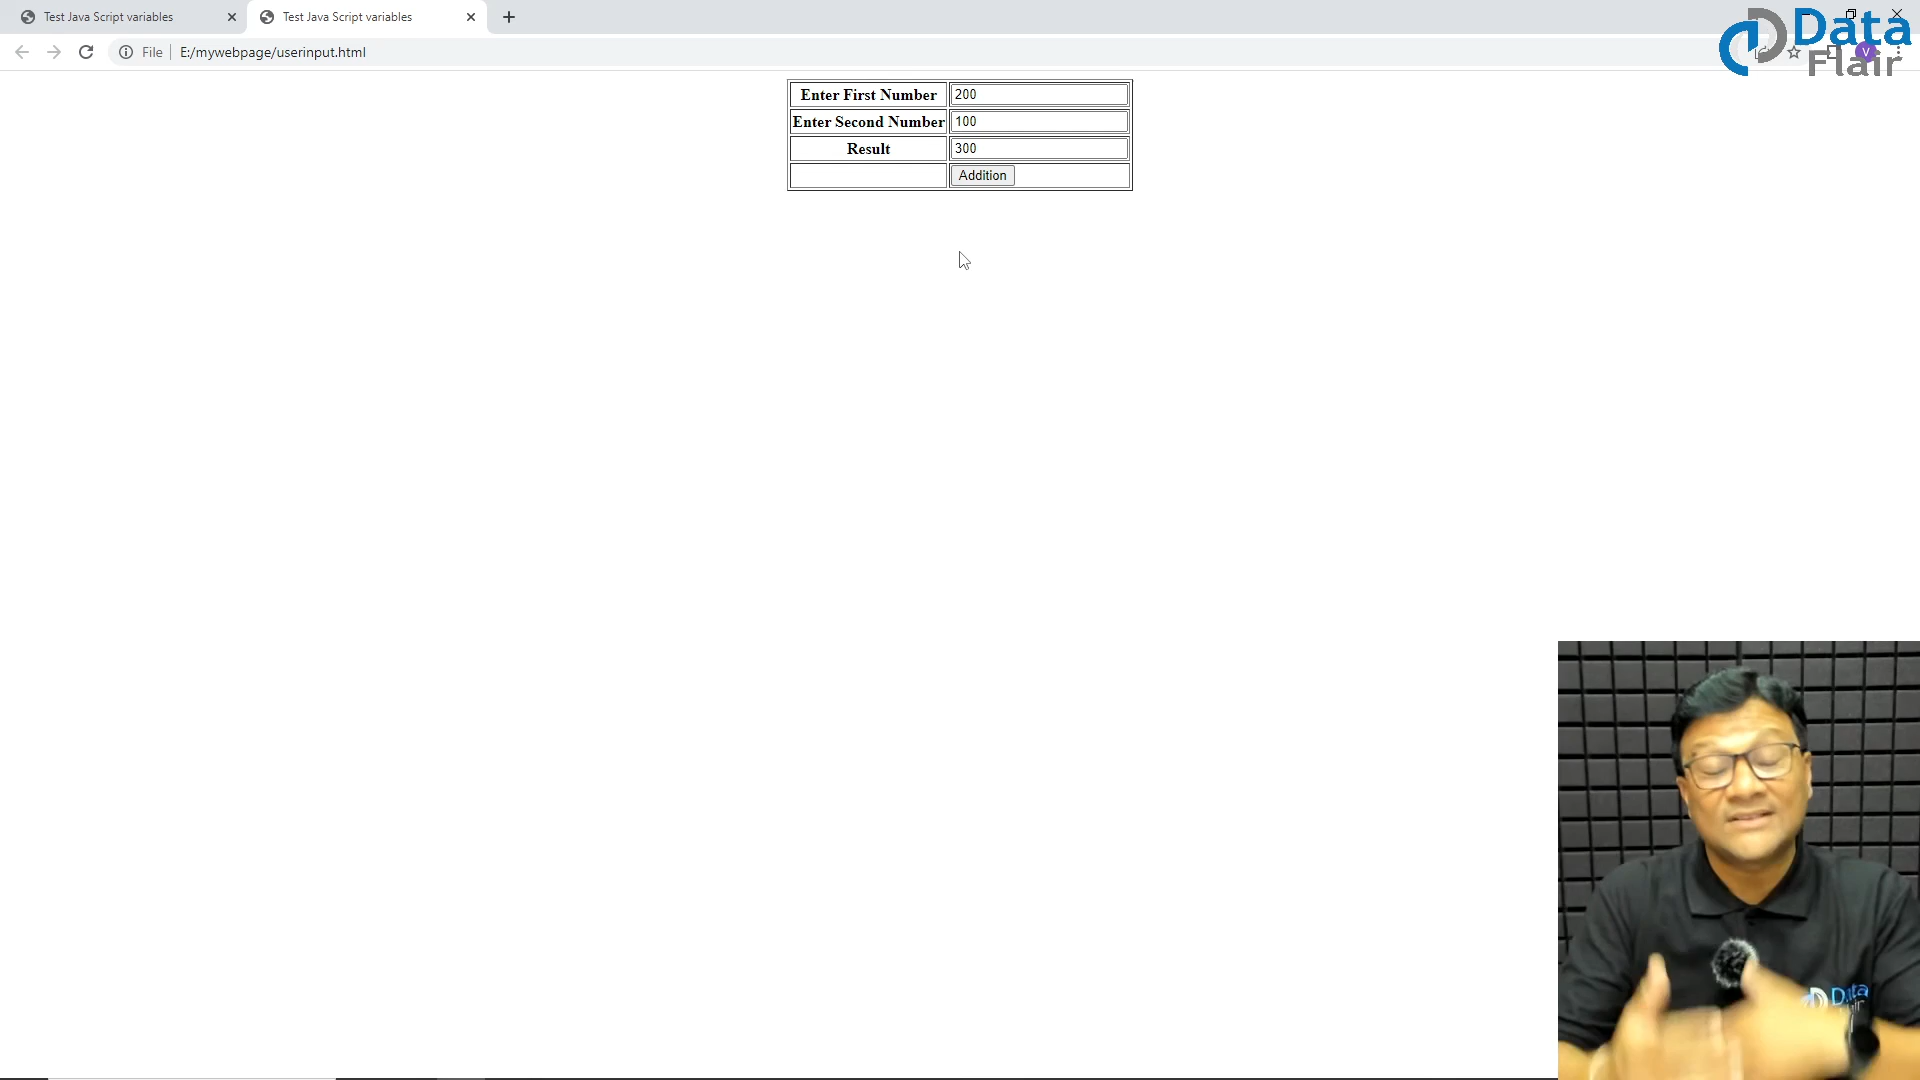 Test Java Script variables
Test Java Script variables
File
E:/mywebpage/userinput.html
V
Data
Flair
Enter First Number 200
Enter Second Number 100
Result 300
Addition
Data